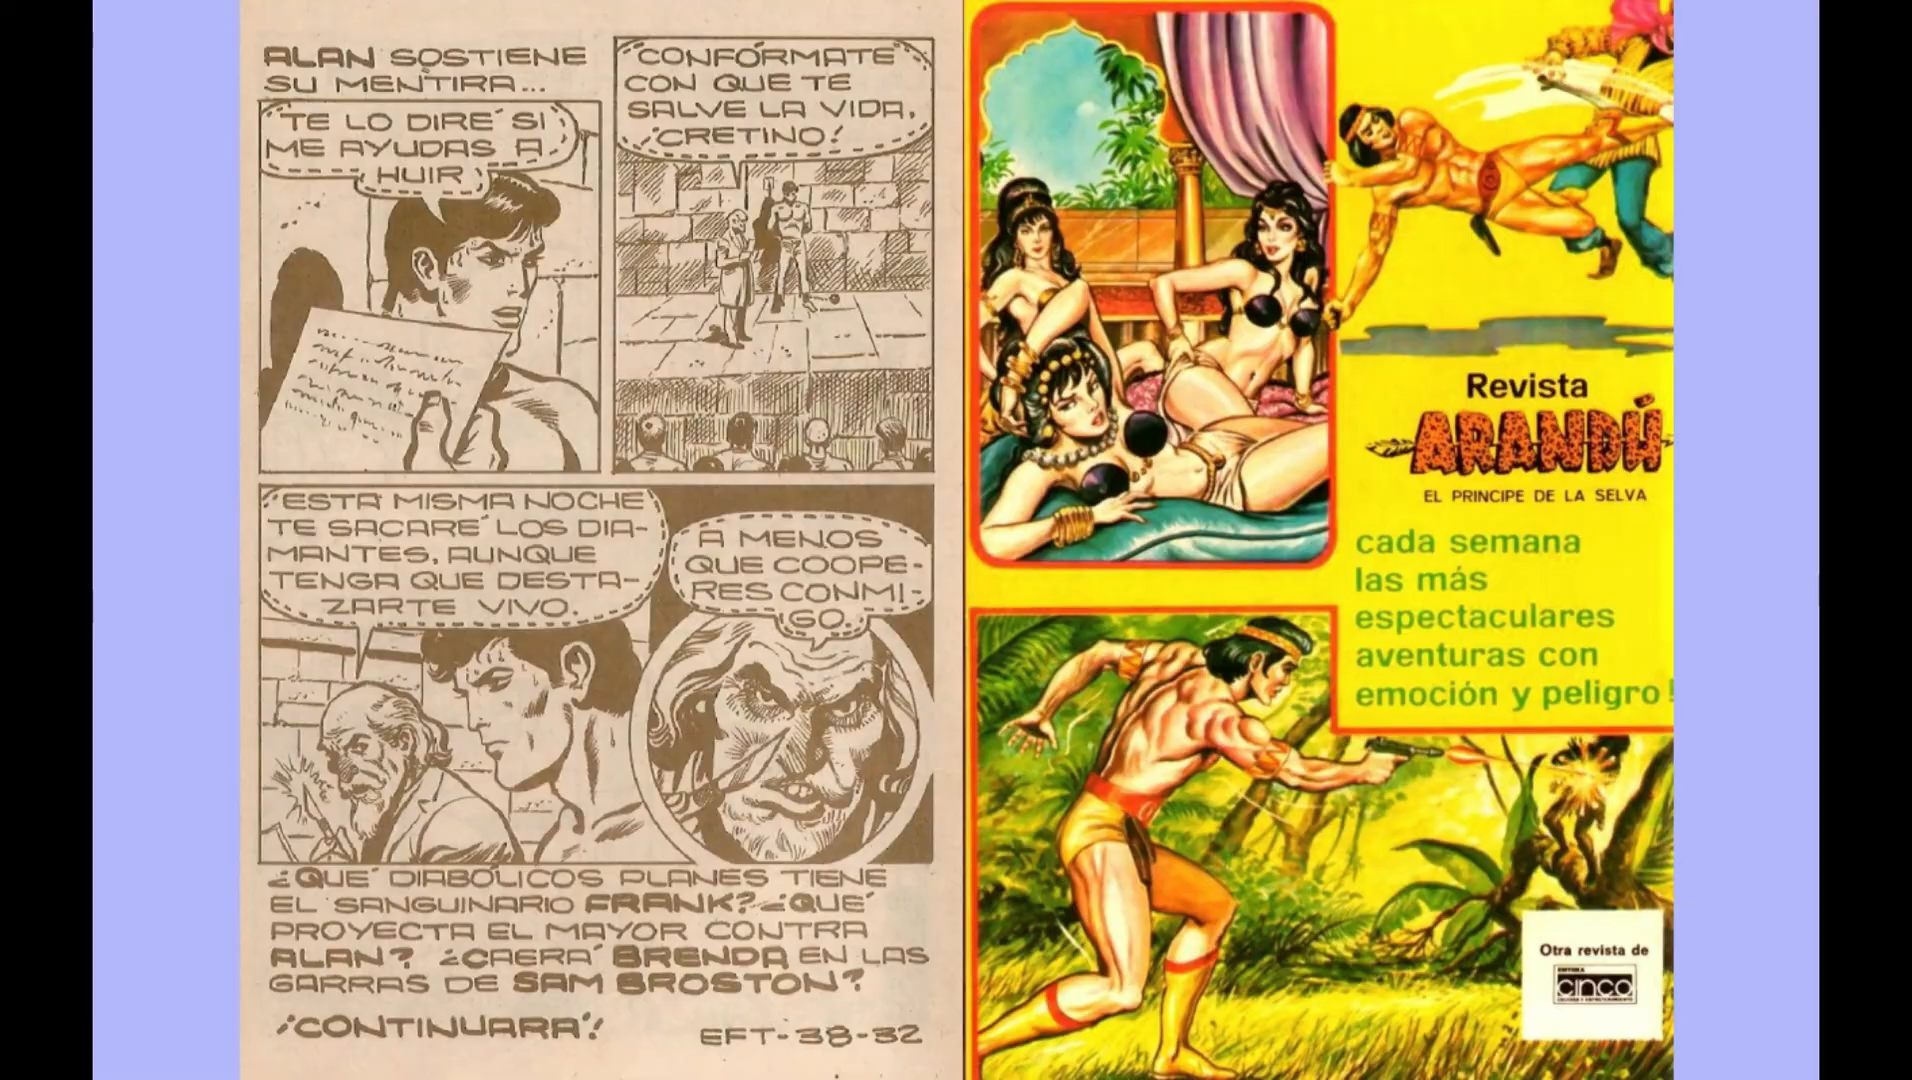 ALAN SOSTIENE
SU MENTIRA...
TE LO DIRÉ SI
ME AYUDAS A
HUIR
CONFÓRMATE
CON QUE TE
SALVE LA VIDA,
¡CRETINO!
ESTA MISMA NOCHE
TE SACARÉ LOS DIA-
MANTES, AUNQUE
TENGA QUE DESTA-
ZARTE VIVO.
A MENOS
QUE COOPE-
RES CONMI-
GO.
¿QUÉ DIABÓLICOS PLANES TIENE
EL SANGUINARIO FRANK? ¿QUÉ
PROYECTA EL MAYOR CONTRA
ALAN? ¿CAERÁ BRENDA EN LAS
GARRAS DE SAM BROSTON?
¡CONTINUARÁ!
EFT-38-32
Revista
ARANDÚ
EL PRINCIPE DE LA SELVA
cada semana
las más
espectaculares
aventuras con
emoción y peligro!
Otra revista de
EDITORA
CINCO